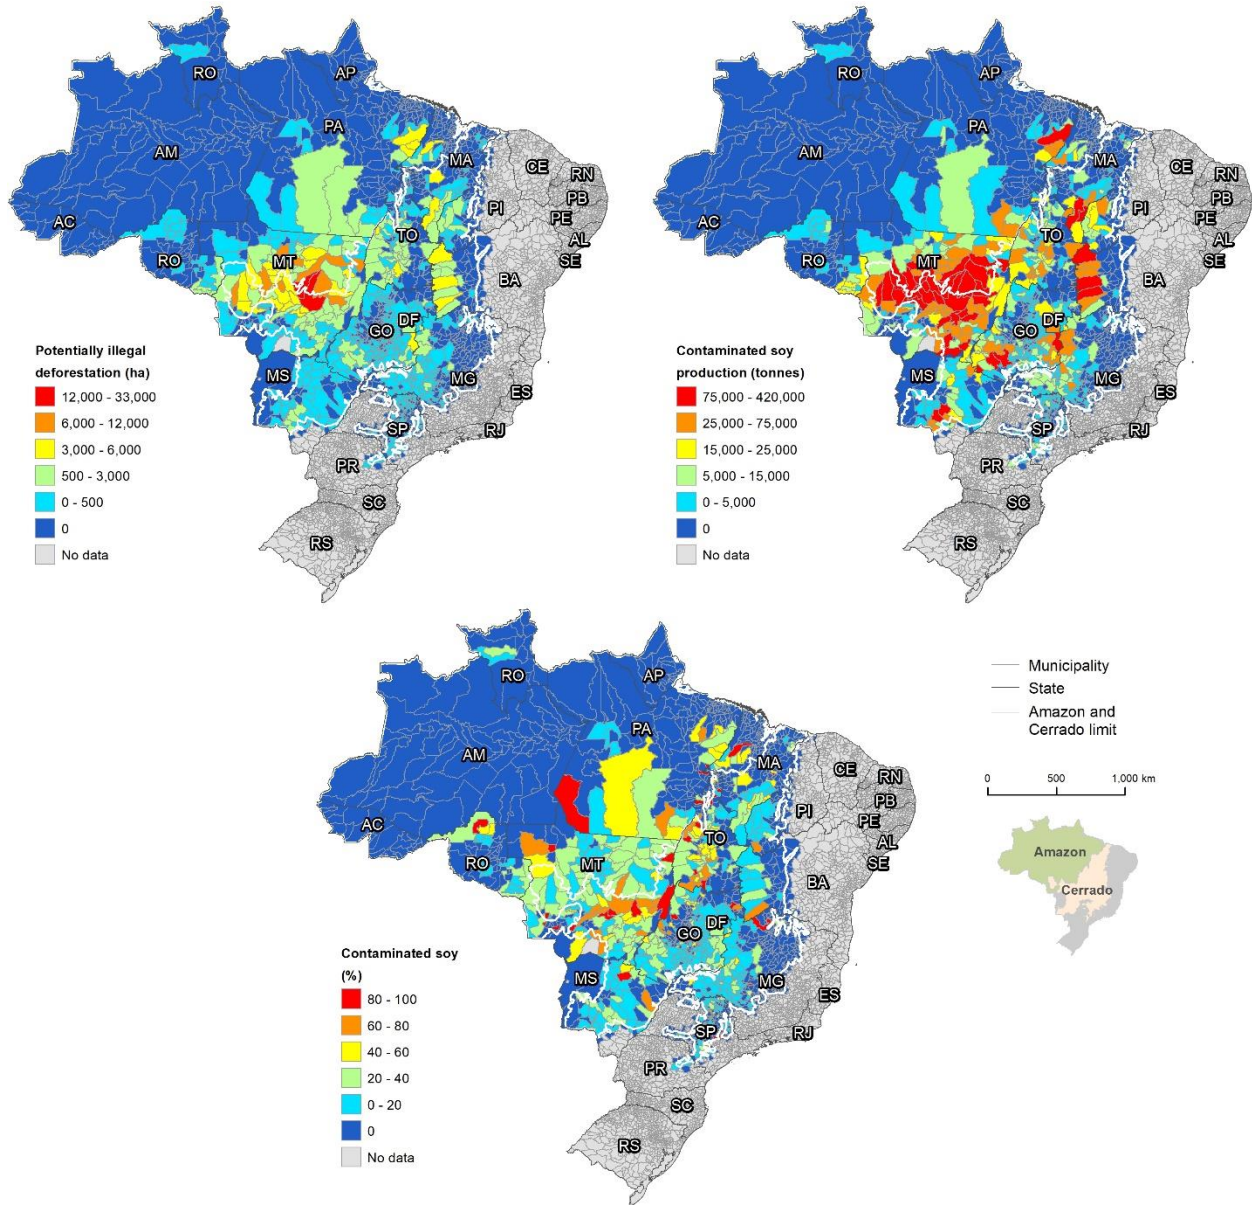 RO
AP
PA
AM
MA
CE
RN
PB
PI
PE
AC
TO
AL
RO
MT
SE
BA
GO
DF
MS
MG
ES
SP
RJ
PR
SC
RS
Potentially illegal
deforestation (ha)
12,000 - 33,000
6,000 - 12,000
3,000 - 6,000
500 - 3,000
0 - 500
0
No data
RO
AP
PA
AM
MA
CE
RN
PB
PI
PE
AC
TO
AL
RO
MT
SE
BA
GO
DF
MS
MG
ES
SP
RJ
PR
SC
RS
Contaminated soy
production (tonnes)
75,000 - 420,000
25,000 - 75,000
15,000 - 25,000
5,000 - 15,000
0 - 5,000
0
No data
RO
AP
PA
AM
MA
CE
RN
PB
PI
PE
AC
TO
AL
RO
MT
SE
BA
GO
DF
MS
MG
ES
SP
RJ
PR
SC
RS
Contaminated soy
(%)
80 - 100
60 - 80
40 - 60
20 - 40
0 - 20
0
No data
Municipality
State
Amazon and
Cerrado limit
0 500 1,000 km
Amazon
Cerrado